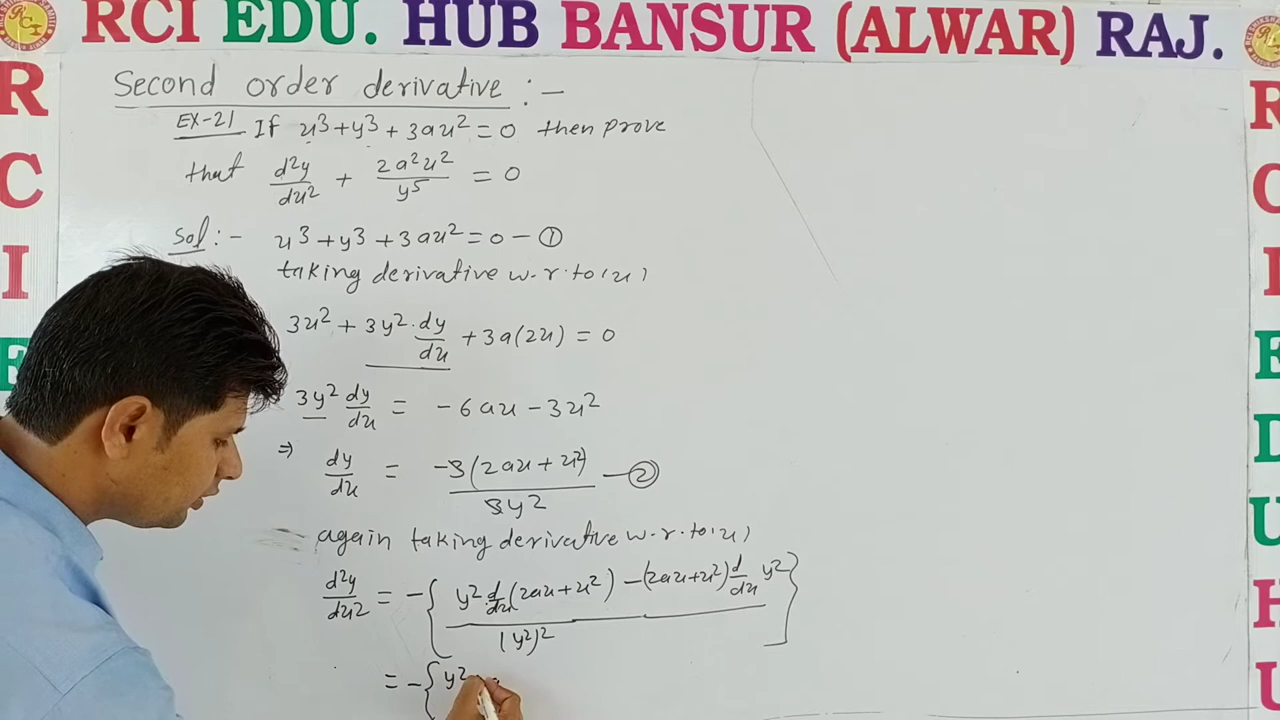 RCI EDU. HUB BANSUR (ALWAR) RAJ.
R
C
I
E
R
C
I
E
D
U
H
U
Second order derivative :-
EX-21 If x³+y³+3ax²=0 then prove
that d²y/dx² + 2a²x²/y⁵ = 0
Sol :- x³+y³+3ax²=0 - ①
taking derivative w.r.to(x)
3x² + 3y².dy/dx + 3a(2x) = 0
3y² dy/dx = -6ax - 3x²
⇒ dy/dx = -3(2ax+x²)/3y² - ②
again taking derivative w.r.to(x)
d²y/dx² = -{ y² d/dx(2ax+x²) - (2ax+x²) d/dx y² / (y²)² }
= -{ y²